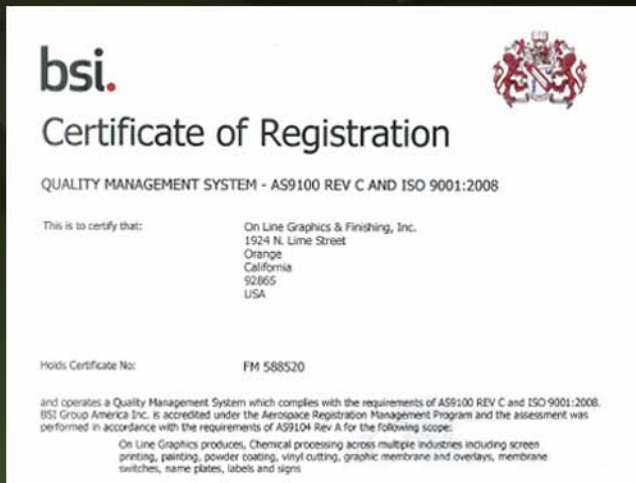 bsi.
Certificate of Registration
QUALITY MANAGEMENT SYSTEM - AS9100 REV C AND ISO 9001:2008
This is to certify that:
On Line Graphics & Finishing, Inc.
1924 N. Lime Street
Orange
California
92865
USA
Holds Certificate No:
FM 588520
and operates a Quality Management System which complies with the requirements of AS9100 REV C and ISO 9001:2008.
BSI Group America Inc. is accredited under the Aerospace Registration Management Program and the assessment was
performed in accordance with the requirements of AS9104 Rev A for the following scope:
On Line Graphics produces, Chemical processing across multiple industries including screen
printing, painting, powder coating, vinyl cutting, graphic membrane and overlays, membrane
switches, name plates, labels and signs